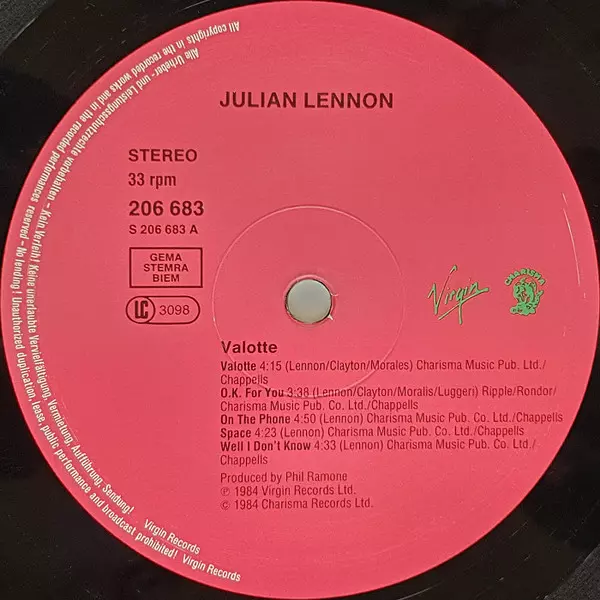 JULIAN LENNON
STEREO
33 rpm
206 683
S 206 683 A
GEMA
STEMRA
BIEM
LC 3098
Virgin
CHARISMA
Valotte
Valotte 4:15 (Lennon/Clayton/Morales) Charisma Music Pub. Ltd./
Chappells
O.K. For You 3:38 (Lennon/Clayton/Moralis/Luggeri) Ripple/Rondor/
Charisma Music Pub. Co. Ltd./Chappells
On The Phone 4:50 (Lennon) Charisma Music Pub. Co. Ltd./Chappells
Space 4:23 (Lennon) Charisma Music Pub. Co. Ltd./Chappells
Well I Don't Know 4:33 (Lennon) Charisma Music Pub. Co. Ltd./
Chappells
Produced by Phil Ramone
℗ 1984 Virgin Records Ltd.
© 1984 Charisma Records Ltd.
Alle Urheber- und Leistungsschutzrechte vorbehalten - Kein Verleih! Keine unerlaubte Vervielfältigung, Vermietung, Aufführung, Sendung! Virgin Records
All copyrights in the recorded works and in the recorded performances reserved - No lending! Unauthorized duplication, lease, public performance and broadcast prohibited! Virgin Records